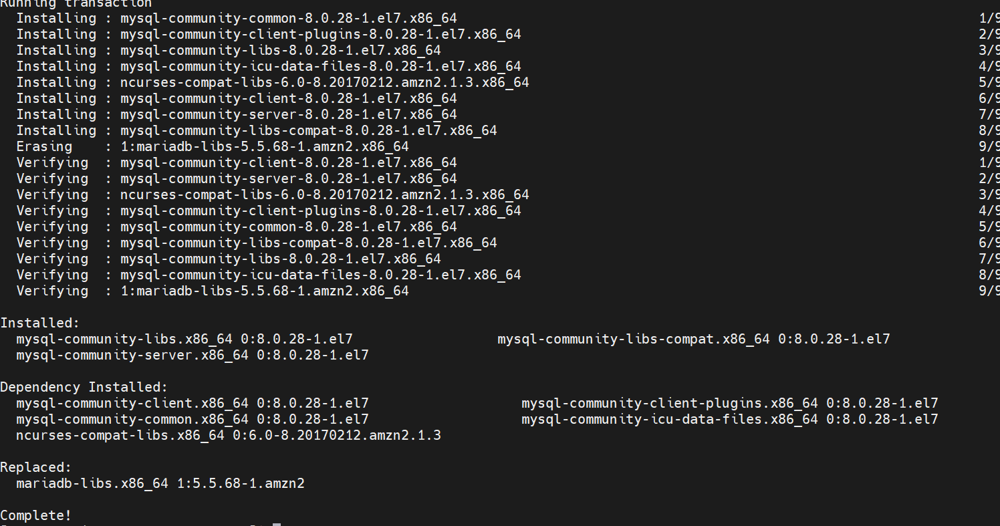 Running transaction
  Installing : mysql-community-common-8.0.28-1.el7.x86_64 1/9
  Installing : mysql-community-client-plugins-8.0.28-1.el7.x86_64 2/9
  Installing : mysql-community-libs-8.0.28-1.el7.x86_64 3/9
  Installing : mysql-community-icu-data-files-8.0.28-1.el7.x86_64 4/9
  Installing : ncurses-compat-libs-6.0-8.20170212.amzn2.1.3.x86_64 5/9
  Installing : mysql-community-client-8.0.28-1.el7.x86_64 6/9
  Installing : mysql-community-server-8.0.28-1.el7.x86_64 7/9
  Installing : mysql-community-libs-compat-8.0.28-1.el7.x86_64 8/9
  Erasing    : 1:mariadb-libs-5.5.68-1.amzn2.x86_64 9/9
  Verifying  : mysql-community-client-8.0.28-1.el7.x86_64 1/9
  Verifying  : mysql-community-server-8.0.28-1.el7.x86_64 2/9
  Verifying  : ncurses-compat-libs-6.0-8.20170212.amzn2.1.3.x86_64 3/9
  Verifying  : mysql-community-client-plugins-8.0.28-1.el7.x86_64 4/9
  Verifying  : mysql-community-common-8.0.28-1.el7.x86_64 5/9
  Verifying  : mysql-community-libs-compat-8.0.28-1.el7.x86_64 6/9
  Verifying  : mysql-community-libs-8.0.28-1.el7.x86_64 7/9
  Verifying  : mysql-community-icu-data-files-8.0.28-1.el7.x86_64 8/9
  Verifying  : 1:mariadb-libs-5.5.68-1.amzn2.x86_64 9/9

Installed:
  mysql-community-libs.x86_64 0:8.0.28-1.el7 mysql-community-libs-compat.x86_64 0:8.0.28-1.el7
  mysql-community-server.x86_64 0:8.0.28-1.el7

Dependency Installed:
  mysql-community-client.x86_64 0:8.0.28-1.el7 mysql-community-client-plugins.x86_64 0:8.0.28-1.el7
  mysql-community-common.x86_64 0:8.0.28-1.el7 mysql-community-icu-data-files.x86_64 0:8.0.28-1.el7
  ncurses-compat-libs.x86_64 0:6.0-8.20170212.amzn2.1.3

Replaced:
  mariadb-libs.x86_64 1:5.5.68-1.amzn2

Complete!